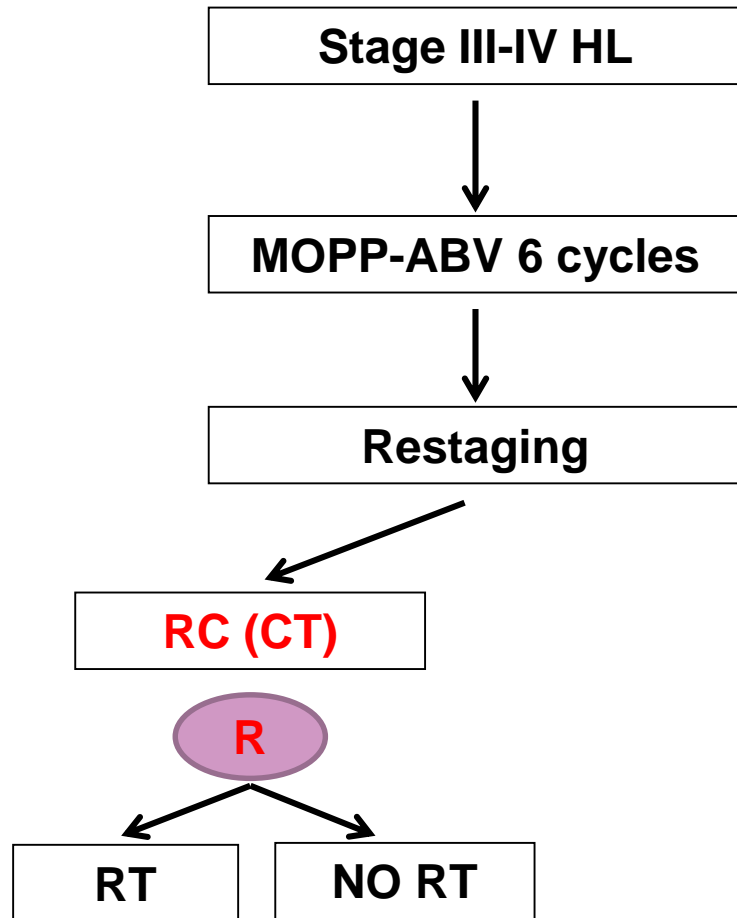 Stage III-IV HL
MOPP-ABV 6 cycles
Restaging
RC (CT)
R
RT
NO RT